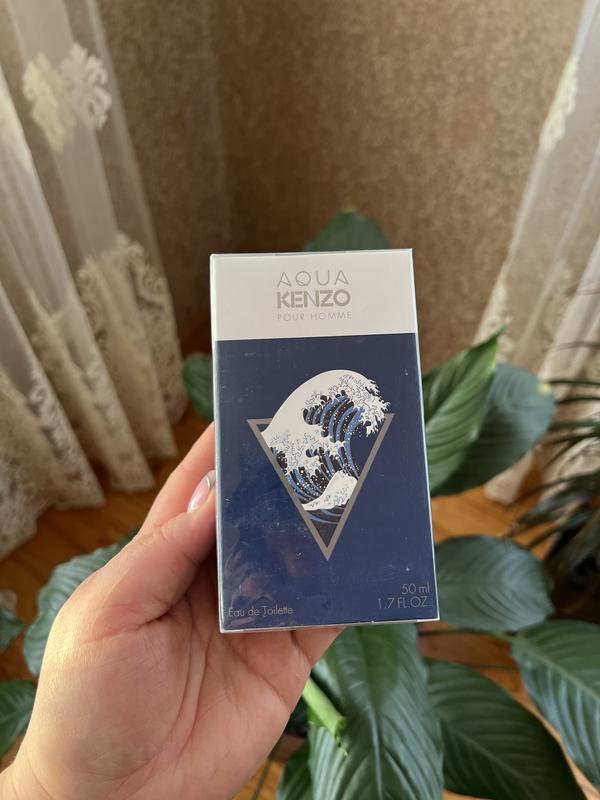 AQUA
KENZO
POUR HOMME
Eau de Toilette
50 ml
1.7 FL.OZ.